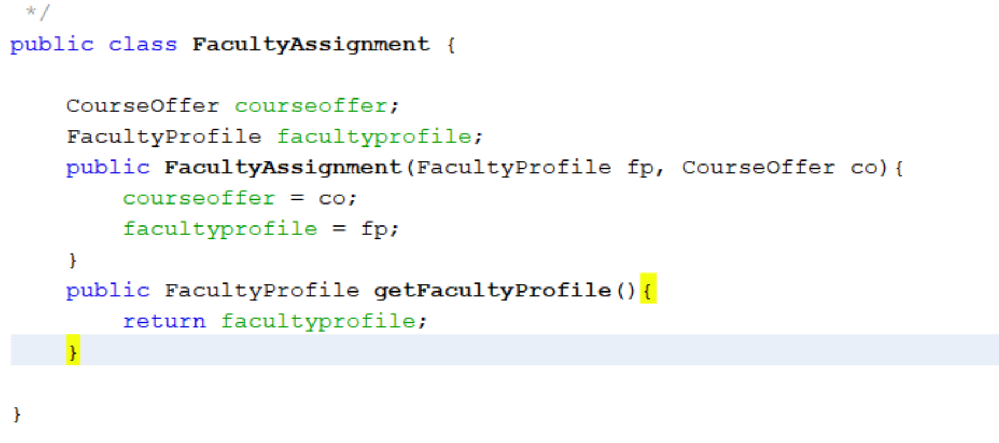 */
public class FacultyAssignment {
CourseOffer courseoffer;
FacultyProfile facultyprofile;
public FacultyAssignment(FacultyProfile fp, CourseOffer co){
courseoffer = co;
facultyprofile = fp;
}
public FacultyProfile getFacultyProfile(){
return facultyprofile;
}
}